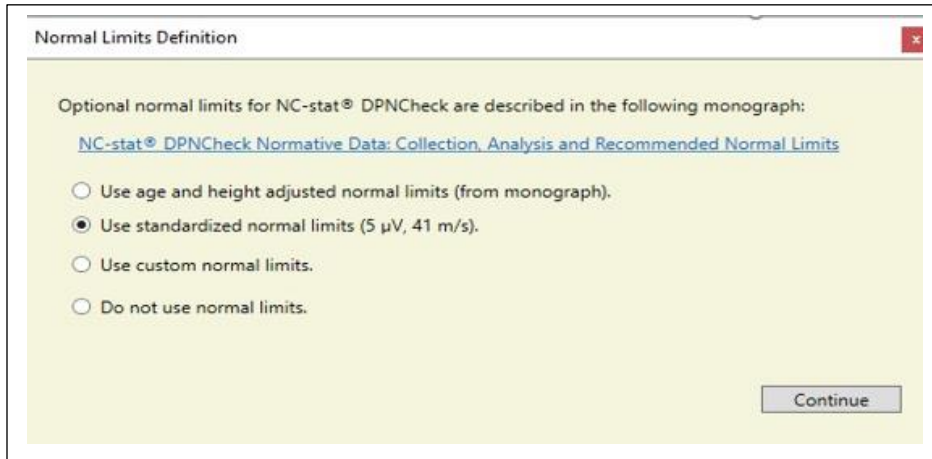 Normal Limits Definition
x
Optional normal limits for NC-stat® DPNCheck are described in the following monograph:
NC-stat® DPNCheck Normative Data: Collection, Analysis and Recommended Normal Limits
Use age and height adjusted normal limits (from monograph).
Use standardized normal limits (5 µV, 41 m/s).
Use custom normal limits.
Do not use normal limits.
Continue